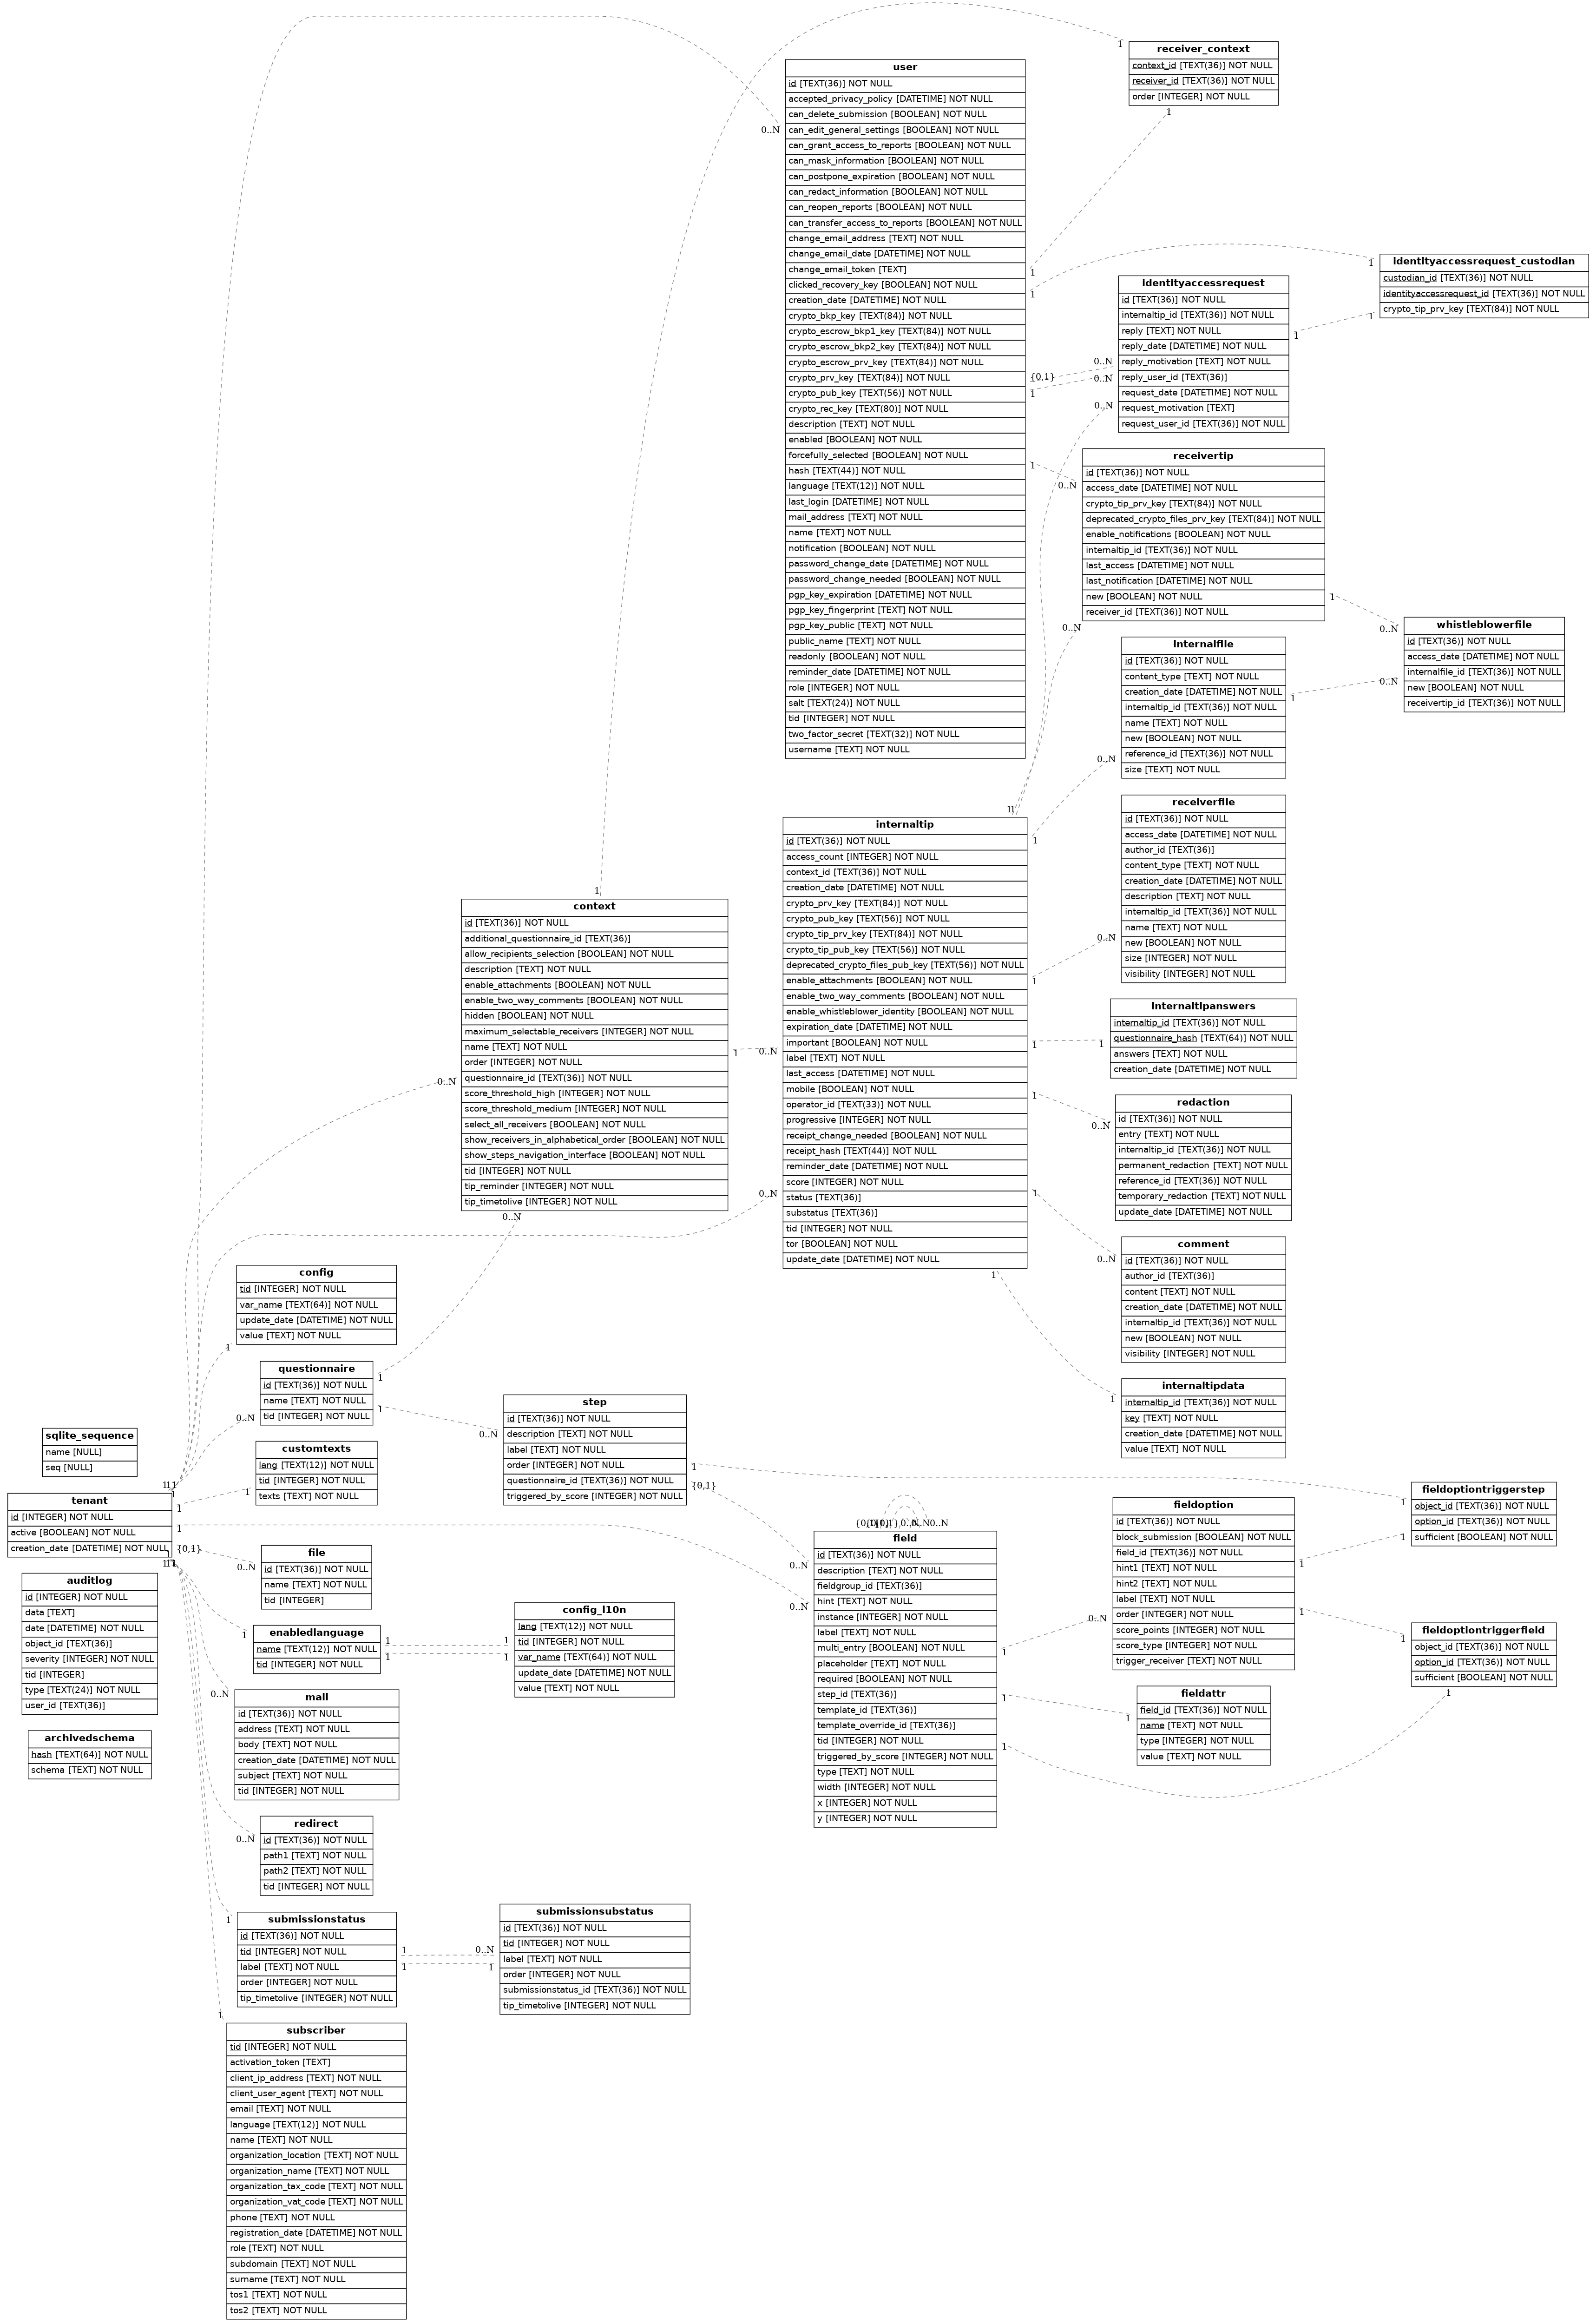 receiver_context
context_id [TEXT(36)] NOT NULL
receiver_id [TEXT(36)] NOT NULL
order [INTEGER] NOT NULL
user
id [TEXT(36)] NOT NULL
accepted_privacy_policy [DATETIME] NOT NULL
can_delete_submission [BOOLEAN] NOT NULL
can_edit_general_settings [BOOLEAN] NOT NULL
can_grant_access_to_reports [BOOLEAN] NOT NULL
can_mask_information [BOOLEAN] NOT NULL
can_postpone_expiration [BOOLEAN] NOT NULL
can_redact_information [BOOLEAN] NOT NULL
can_reopen_reports [BOOLEAN] NOT NULL
can_transfer_access_to_reports [BOOLEAN] NOT NULL
change_email_address [TEXT] NOT NULL
change_email_date [DATETIME] NOT NULL
change_email_token [TEXT]
clicked_recovery_key [BOOLEAN] NOT NULL
creation_date [DATETIME] NOT NULL
crypto_bkp_key [TEXT(84)] NOT NULL
crypto_escrow_bkp1_key [TEXT(84)] NOT NULL
crypto_escrow_bkp2_key [TEXT(84)] NOT NULL
crypto_escrow_prv_key [TEXT(84)] NOT NULL
crypto_prv_key [TEXT(84)] NOT NULL
crypto_pub_key [TEXT(56)] NOT NULL
crypto_rec_key [TEXT(80)] NOT NULL
description [TEXT] NOT NULL
enabled [BOOLEAN] NOT NULL
forcefully_selected [BOOLEAN] NOT NULL
hash [TEXT(44)] NOT NULL
language [TEXT(12)] NOT NULL
last_login [DATETIME] NOT NULL
mail_address [TEXT] NOT NULL
name [TEXT] NOT NULL
notification [BOOLEAN] NOT NULL
password_change_date [DATETIME] NOT NULL
password_change_needed [BOOLEAN] NOT NULL
pgp_key_expiration [DATETIME] NOT NULL
pgp_key_fingerprint [TEXT] NOT NULL
pgp_key_public [TEXT] NOT NULL
public_name [TEXT] NOT NULL
readonly [BOOLEAN] NOT NULL
reminder_date [DATETIME] NOT NULL
role [INTEGER] NOT NULL
salt [TEXT(24)] NOT NULL
tid [INTEGER] NOT NULL
two_factor_secret [TEXT(32)] NOT NULL
username [TEXT] NOT NULL
identityaccessrequest_custodian
custodian_id [TEXT(36)] NOT NULL
identityaccessrequest_id [TEXT(36)] NOT NULL
crypto_tip_prv_key [TEXT(84)] NOT NULL
identityaccessrequest
id [TEXT(36)] NOT NULL
internaltip_id [TEXT(36)] NOT NULL
reply [TEXT] NOT NULL
reply_date [DATETIME] NOT NULL
reply_motivation [TEXT] NOT NULL
reply_user_id [TEXT(36)]
request_date [DATETIME] NOT NULL
request_motivation [TEXT]
request_user_id [TEXT(36)] NOT NULL
receivertip
id [TEXT(36)] NOT NULL
access_date [DATETIME] NOT NULL
crypto_tip_prv_key [TEXT(84)] NOT NULL
deprecated_crypto_files_prv_key [TEXT(84)] NOT NULL
enable_notifications [BOOLEAN] NOT NULL
internaltip_id [TEXT(36)] NOT NULL
last_access [DATETIME] NOT NULL
last_notification [DATETIME] NOT NULL
new [BOOLEAN] NOT NULL
receiver_id [TEXT(36)] NOT NULL
whistleblowerfile
id [TEXT(36)] NOT NULL
access_date [DATETIME] NOT NULL
internalfile_id [TEXT(36)] NOT NULL
new [BOOLEAN] NOT NULL
receivertip_id [TEXT(36)] NOT NULL
internalfile
id [TEXT(36)] NOT NULL
content_type [TEXT] NOT NULL
creation_date [DATETIME] NOT NULL
internaltip_id [TEXT(36)] NOT NULL
name [TEXT] NOT NULL
new [BOOLEAN] NOT NULL
reference_id [TEXT(36)] NOT NULL
size [TEXT] NOT NULL
receiverfile
id [TEXT(36)] NOT NULL
access_date [DATETIME] NOT NULL
author_id [TEXT(36)]
content_type [TEXT] NOT NULL
creation_date [DATETIME] NOT NULL
description [TEXT] NOT NULL
internaltip_id [TEXT(36)] NOT NULL
name [TEXT] NOT NULL
new [BOOLEAN] NOT NULL
size [INTEGER] NOT NULL
visibility [INTEGER] NOT NULL
internaltip
id [TEXT(36)] NOT NULL
access_count [INTEGER] NOT NULL
context_id [TEXT(36)] NOT NULL
creation_date [DATETIME] NOT NULL
crypto_prv_key [TEXT(84)] NOT NULL
crypto_pub_key [TEXT(56)] NOT NULL
crypto_tip_prv_key [TEXT(84)] NOT NULL
crypto_tip_pub_key [TEXT(56)] NOT NULL
deprecated_crypto_files_pub_key [TEXT(56)] NOT NULL
enable_attachments [BOOLEAN] NOT NULL
enable_two_way_comments [BOOLEAN] NOT NULL
enable_whistleblower_identity [BOOLEAN] NOT NULL
expiration_date [DATETIME] NOT NULL
important [BOOLEAN] NOT NULL
label [TEXT] NOT NULL
last_access [DATETIME] NOT NULL
mobile [BOOLEAN] NOT NULL
operator_id [TEXT(33)] NOT NULL
progressive [INTEGER] NOT NULL
receipt_change_needed [BOOLEAN] NOT NULL
receipt_hash [TEXT(44)] NOT NULL
reminder_date [DATETIME] NOT NULL
score [INTEGER] NOT NULL
status [TEXT(36)]
substatus [TEXT(36)]
tid [INTEGER] NOT NULL
tor [BOOLEAN] NOT NULL
update_date [DATETIME] NOT NULL
context
id [TEXT(36)] NOT NULL
additional_questionnaire_id [TEXT(36)]
allow_recipients_selection [BOOLEAN] NOT NULL
description [TEXT] NOT NULL
enable_attachments [BOOLEAN] NOT NULL
enable_two_way_comments [BOOLEAN] NOT NULL
hidden [BOOLEAN] NOT NULL
maximum_selectable_receivers [INTEGER] NOT NULL
name [TEXT] NOT NULL
order [INTEGER] NOT NULL
questionnaire_id [TEXT(36)] NOT NULL
score_threshold_high [INTEGER] NOT NULL
score_threshold_medium [INTEGER] NOT NULL
select_all_receivers [BOOLEAN] NOT NULL
show_receivers_in_alphabetical_order [BOOLEAN] NOT NULL
show_steps_navigation_interface [BOOLEAN] NOT NULL
tid [INTEGER] NOT NULL
tip_reminder [INTEGER] NOT NULL
tip_timetolive [INTEGER] NOT NULL
internaltipanswers
internaltip_id [TEXT(36)] NOT NULL
questionnaire_hash [TEXT(64)] NOT NULL
answers [TEXT] NOT NULL
creation_date [DATETIME] NOT NULL
redaction
id [TEXT(36)] NOT NULL
entry [TEXT] NOT NULL
internaltip_id [TEXT(36)] NOT NULL
permanent_redaction [TEXT] NOT NULL
reference_id [TEXT(36)] NOT NULL
temporary_redaction [TEXT] NOT NULL
update_date [DATETIME] NOT NULL
comment
id [TEXT(36)] NOT NULL
author_id [TEXT(36)]
content [TEXT] NOT NULL
creation_date [DATETIME] NOT NULL
internaltip_id [TEXT(36)] NOT NULL
new [BOOLEAN] NOT NULL
visibility [INTEGER] NOT NULL
internaltipdata
internaltip_id [TEXT(36)] NOT NULL
key [TEXT] NOT NULL
creation_date [DATETIME] NOT NULL
value [TEXT] NOT NULL
config
tid [INTEGER] NOT NULL
var_name [TEXT(64)] NOT NULL
update_date [DATETIME] NOT NULL
value [TEXT] NOT NULL
questionnaire
id [TEXT(36)] NOT NULL
name [TEXT] NOT NULL
tid [INTEGER] NOT NULL
step
id [TEXT(36)] NOT NULL
description [TEXT] NOT NULL
label [TEXT] NOT NULL
order [INTEGER] NOT NULL
questionnaire_id [TEXT(36)] NOT NULL
triggered_by_score [INTEGER] NOT NULL
sqlite_sequence
name [NULL]
seq [NULL]
customtexts
lang [TEXT(12)] NOT NULL
tid [INTEGER] NOT NULL
texts [TEXT] NOT NULL
tenant
id [INTEGER] NOT NULL
active [BOOLEAN] NOT NULL
creation_date [DATETIME] NOT NULL
file
id [TEXT(36)] NOT NULL
name [TEXT] NOT NULL
tid [INTEGER]
auditlog
id [INTEGER] NOT NULL
data [TEXT]
date [DATETIME] NOT NULL
object_id [TEXT(36)]
severity [INTEGER] NOT NULL
tid [INTEGER]
type [TEXT(24)] NOT NULL
user_id [TEXT(36)]
archivedschema
hash [TEXT(64)] NOT NULL
schema [TEXT] NOT NULL
enabledlanguage
name [TEXT(12)] NOT NULL
tid [INTEGER] NOT NULL
config_l10n
lang [TEXT(12)] NOT NULL
tid [INTEGER] NOT NULL
var_name [TEXT(64)] NOT NULL
update_date [DATETIME] NOT NULL
value [TEXT] NOT NULL
mail
id [TEXT(36)] NOT NULL
address [TEXT] NOT NULL
body [TEXT] NOT NULL
creation_date [DATETIME] NOT NULL
subject [TEXT] NOT NULL
tid [INTEGER] NOT NULL
redirect
id [TEXT(36)] NOT NULL
path1 [TEXT] NOT NULL
path2 [TEXT] NOT NULL
tid [INTEGER] NOT NULL
field
id [TEXT(36)] NOT NULL
description [TEXT] NOT NULL
fieldgroup_id [TEXT(36)]
hint [TEXT] NOT NULL
instance [INTEGER] NOT NULL
label [TEXT] NOT NULL
multi_entry [BOOLEAN] NOT NULL
placeholder [TEXT] NOT NULL
required [BOOLEAN] NOT NULL
step_id [TEXT(36)]
template_id [TEXT(36)]
template_override_id [TEXT(36)]
tid [INTEGER] NOT NULL
triggered_by_score [INTEGER] NOT NULL
type [TEXT] NOT NULL
width [INTEGER] NOT NULL
x [INTEGER] NOT NULL
y [INTEGER] NOT NULL
fieldoption
id [TEXT(36)] NOT NULL
block_submission [BOOLEAN] NOT NULL
field_id [TEXT(36)] NOT NULL
hint1 [TEXT] NOT NULL
hint2 [TEXT] NOT NULL
label [TEXT] NOT NULL
order [INTEGER] NOT NULL
score_points [INTEGER] NOT NULL
score_type [INTEGER] NOT NULL
trigger_receiver [TEXT] NOT NULL
fieldoptiontriggerstep
object_id [TEXT(36)] NOT NULL
option_id [TEXT(36)] NOT NULL
sufficient [BOOLEAN] NOT NULL
fieldoptiontriggerfield
object_id [TEXT(36)] NOT NULL
option_id [TEXT(36)] NOT NULL
sufficient [BOOLEAN] NOT NULL
fieldattr
field_id [TEXT(36)] NOT NULL
name [TEXT] NOT NULL
type [INTEGER] NOT NULL
value [TEXT] NOT NULL
submissionstatus
id [TEXT(36)] NOT NULL
tid [INTEGER] NOT NULL
label [TEXT] NOT NULL
order [INTEGER] NOT NULL
tip_timetolive [INTEGER] NOT NULL
submissionsubstatus
id [TEXT(36)] NOT NULL
tid [INTEGER] NOT NULL
label [TEXT] NOT NULL
order [INTEGER] NOT NULL
submissionstatus_id [TEXT(36)] NOT NULL
tip_timetolive [INTEGER] NOT NULL
subscriber
tid [INTEGER] NOT NULL
activation_token [TEXT]
client_ip_address [TEXT] NOT NULL
client_user_agent [TEXT] NOT NULL
email [TEXT] NOT NULL
language [TEXT(12)] NOT NULL
name [TEXT] NOT NULL
organization_location [TEXT] NOT NULL
organization_name [TEXT] NOT NULL
organization_tax_code [TEXT] NOT NULL
organization_vat_code [TEXT] NOT NULL
phone [TEXT] NOT NULL
registration_date [DATETIME] NOT NULL
role [TEXT] NOT NULL
subdomain [TEXT] NOT NULL
surname [TEXT] NOT NULL
tos1 [TEXT] NOT NULL
tos2 [TEXT] NOT NULL